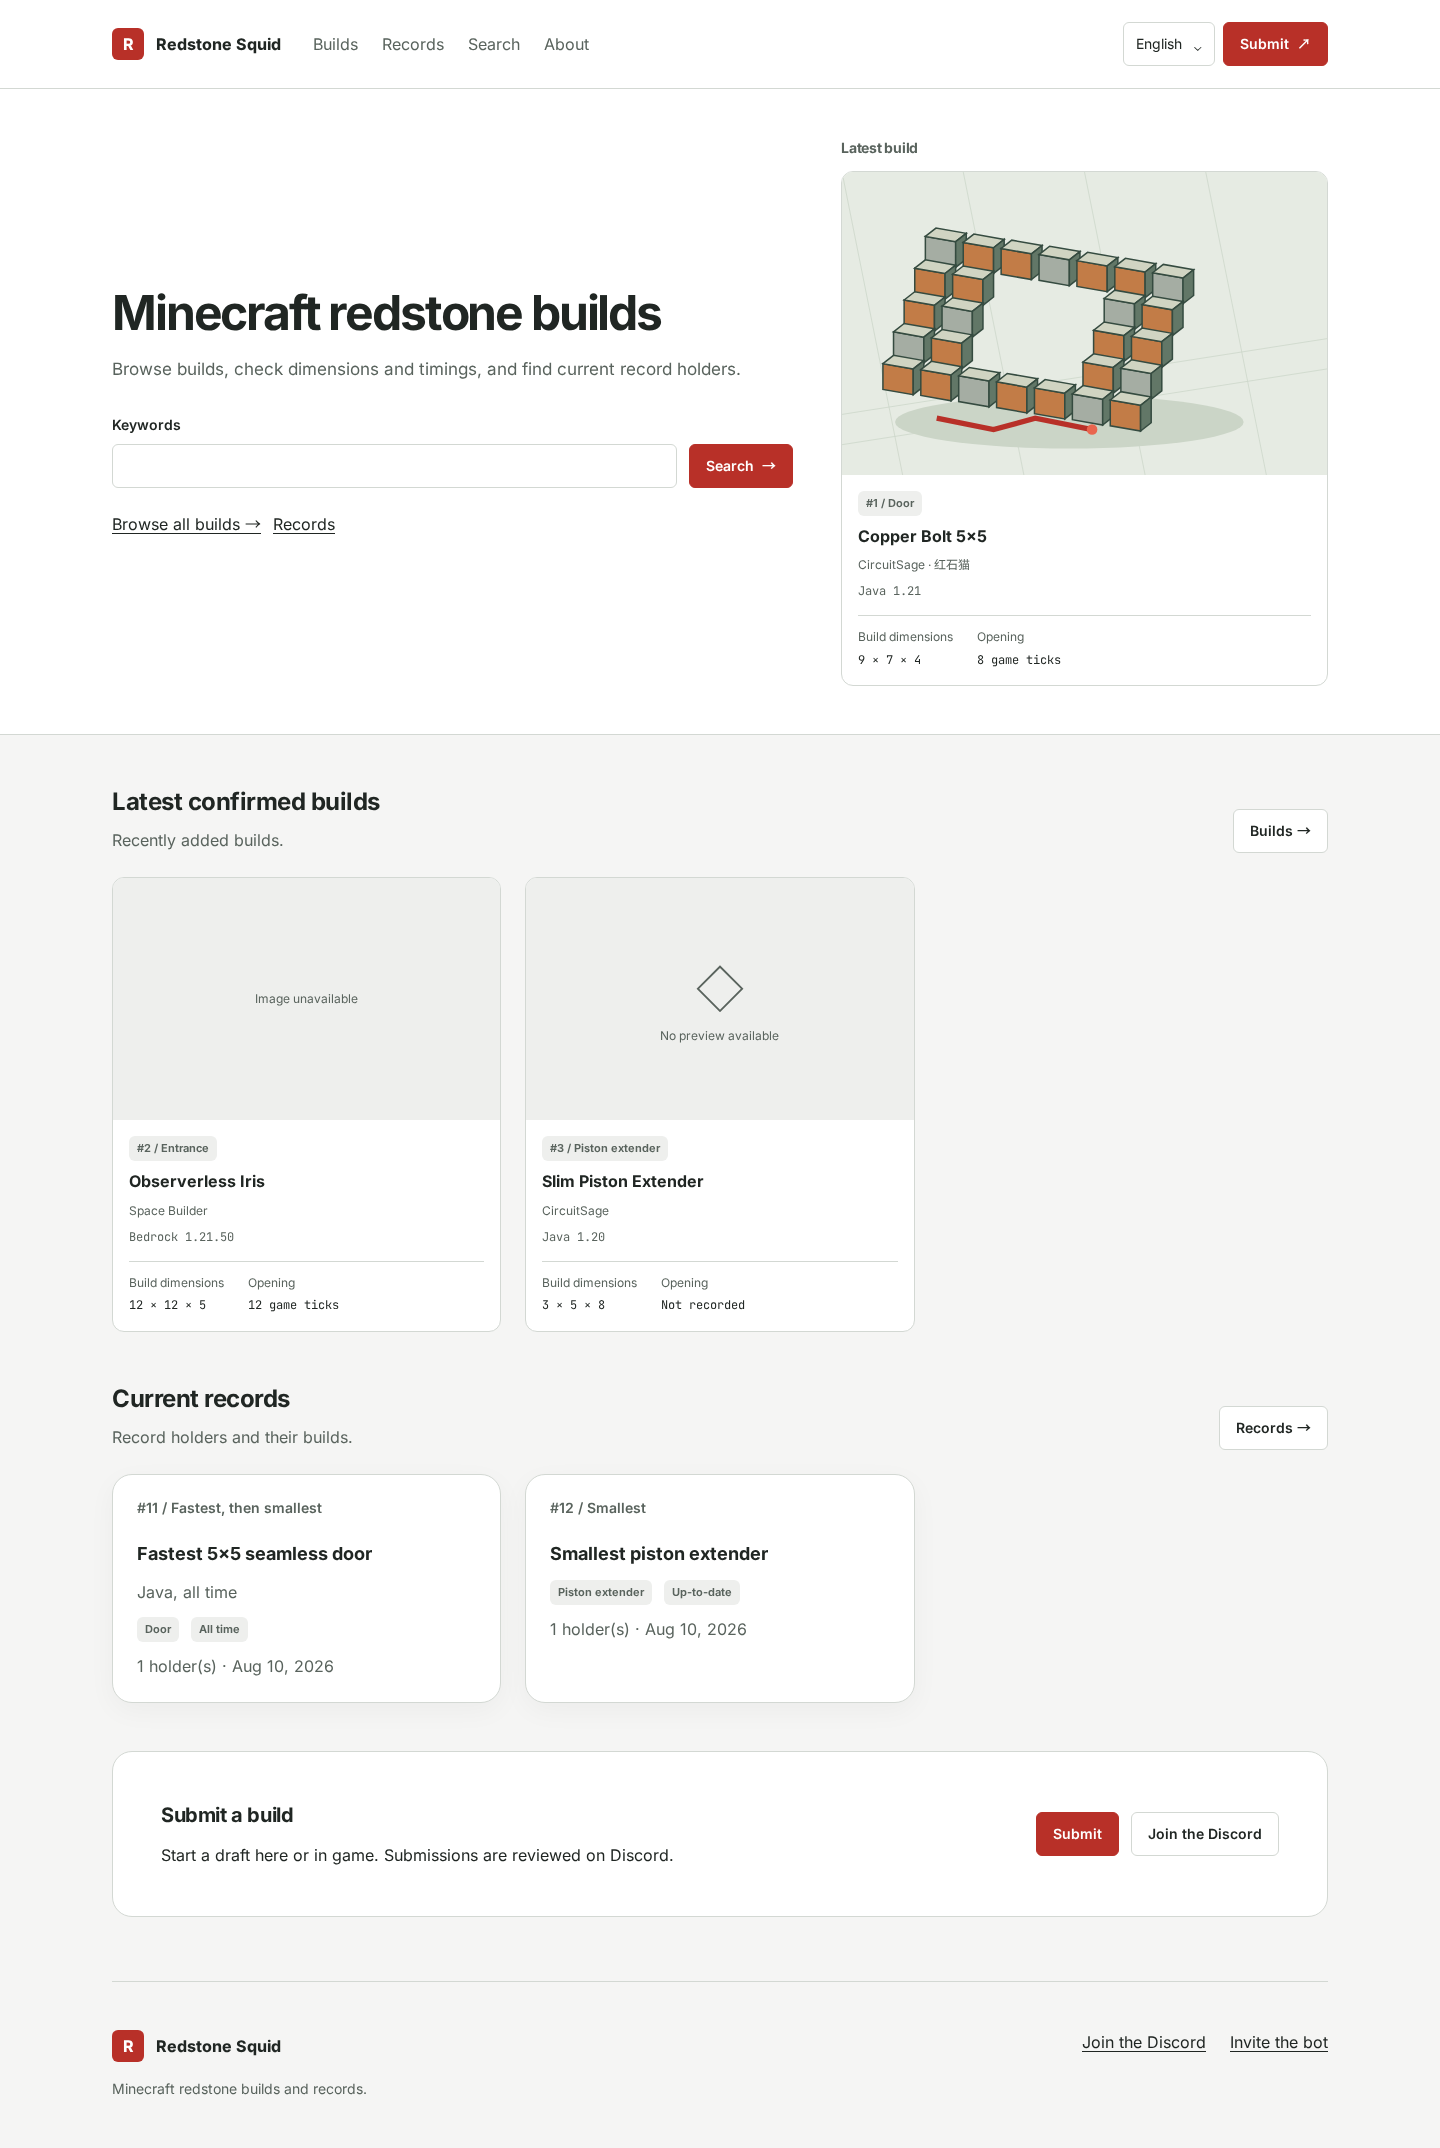 R Redstone Squid Builds Records Search About English Submit ↗
Latest build
Minecraft redstone builds
Browse builds, check dimensions and timings, and find current record holders.
Keywords
Search →
Browse all builds → Records
#1 / Door
Copper Bolt 5×5
CircuitSage · 红石猫
Java 1.21
Build dimensions Opening
9 × 7 × 4 8 game ticks
Latest confirmed builds
Recently added builds.
Builds →
Image unavailable
No preview available
#2 / Entrance
Observerless Iris
Space Builder
Bedrock 1.21.50
Build dimensions Opening
12 × 12 × 5 12 game ticks
#3 / Piston extender
Slim Piston Extender
CircuitSage
Java 1.20
Build dimensions Opening
3 × 5 × 8 Not recorded
Current records
Record holders and their builds.
Records →
#11 / Fastest, then smallest
Fastest 5×5 seamless door
Java, all time
Door All time
1 holder(s) · Aug 10, 2026
#12 / Smallest
Smallest piston extender
Piston extender Up-to-date
1 holder(s) · Aug 10, 2026
Submit a build
Start a draft here or in game. Submissions are reviewed on Discord.
Submit Join the Discord
R Redstone Squid
Minecraft redstone builds and records.
Join the Discord Invite the bot